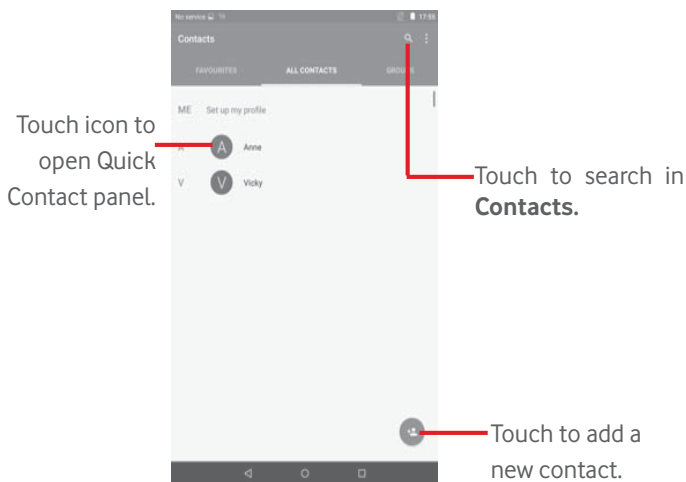 No service
17:55
Contacts
FAVOURITES ALL CONTACTS GROUPS
ME Set up my profile
A A Anne
V V Vicky
Touch icon to
open Quick
Contact panel.
Touch to search in
Contacts.
Touch to add a
new contact.